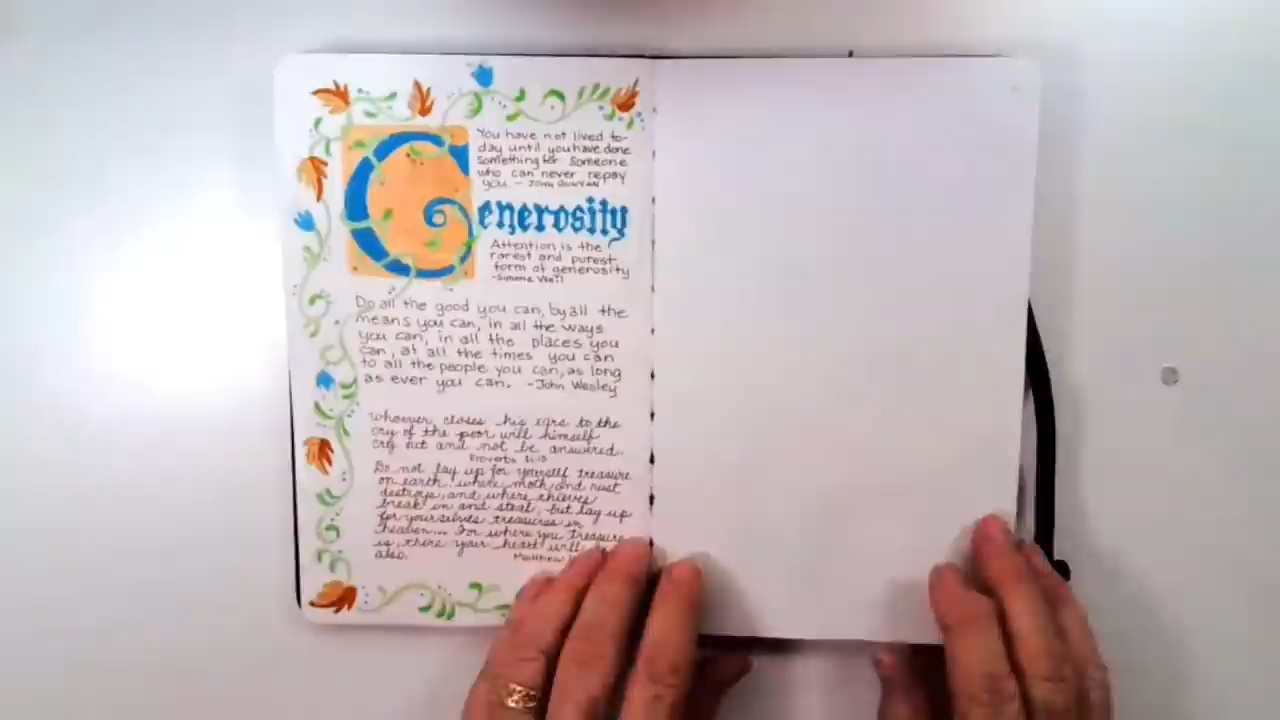 You have not lived to-
day until you have done
something for someone
who can never repay
you. - John Bunyan
Generosity
Attention is the
rarest and purest
form of generosity
-Simone Weil
Do all the good you can, by all the
means you can, in all the ways
you can, in all the places you
can, at all the times you can
to all the people you can, as long
as ever you can. -John Wesley
Whoever closes his ears to the
cry of the poor will himself
cry out and not be answered.
Proverbs 21:13
Do not lay up for yourself treasure
on earth, where moth and rust
destroys, and where thieves
break in and steal, but lay up
for yourselves treasures in
heaven... For where you treasure
is, there your heart will
also.
Matthew